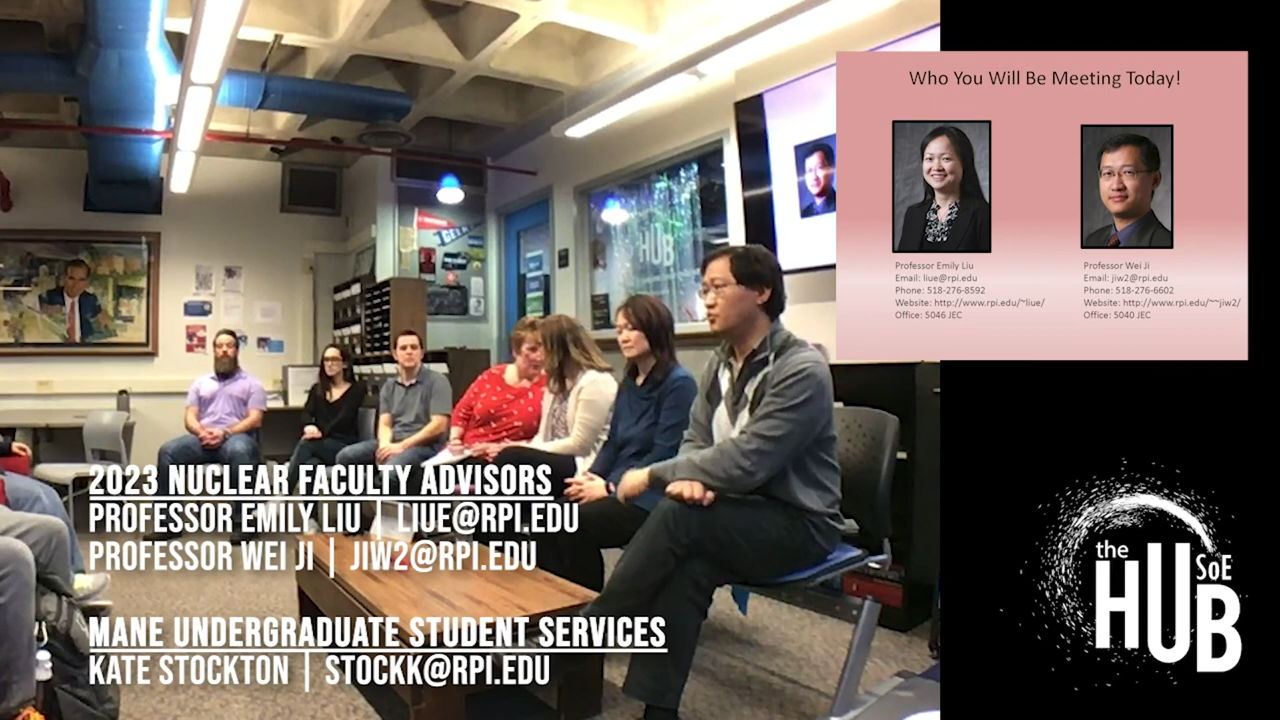 Who You Will Be Meeting Today!
Professor Emily Liu
Email: liue@rpi.edu
Phone: 518-276-8592
Website: http://www.rpi.edu/~liue/
Office: 5046 JEC
Professor Wei Ji
Email: jiw2@rpi.edu
Phone: 518-276-6602
Website: http://www.rpi.edu/~~jiw2/
Office: 5040 JEC
GEEK
HUB
2023 NUCLEAR FACULTY ADVISORS
PROFESSOR EMILY LIU | LIUE@RPI.EDU
PROFESSOR WEI JI | JIW2@RPI.EDU
MANE UNDERGRADUATE STUDENT SERVICES
KATE STOCKTON | STOCKK@RPI.EDU
the
HUB
SoE